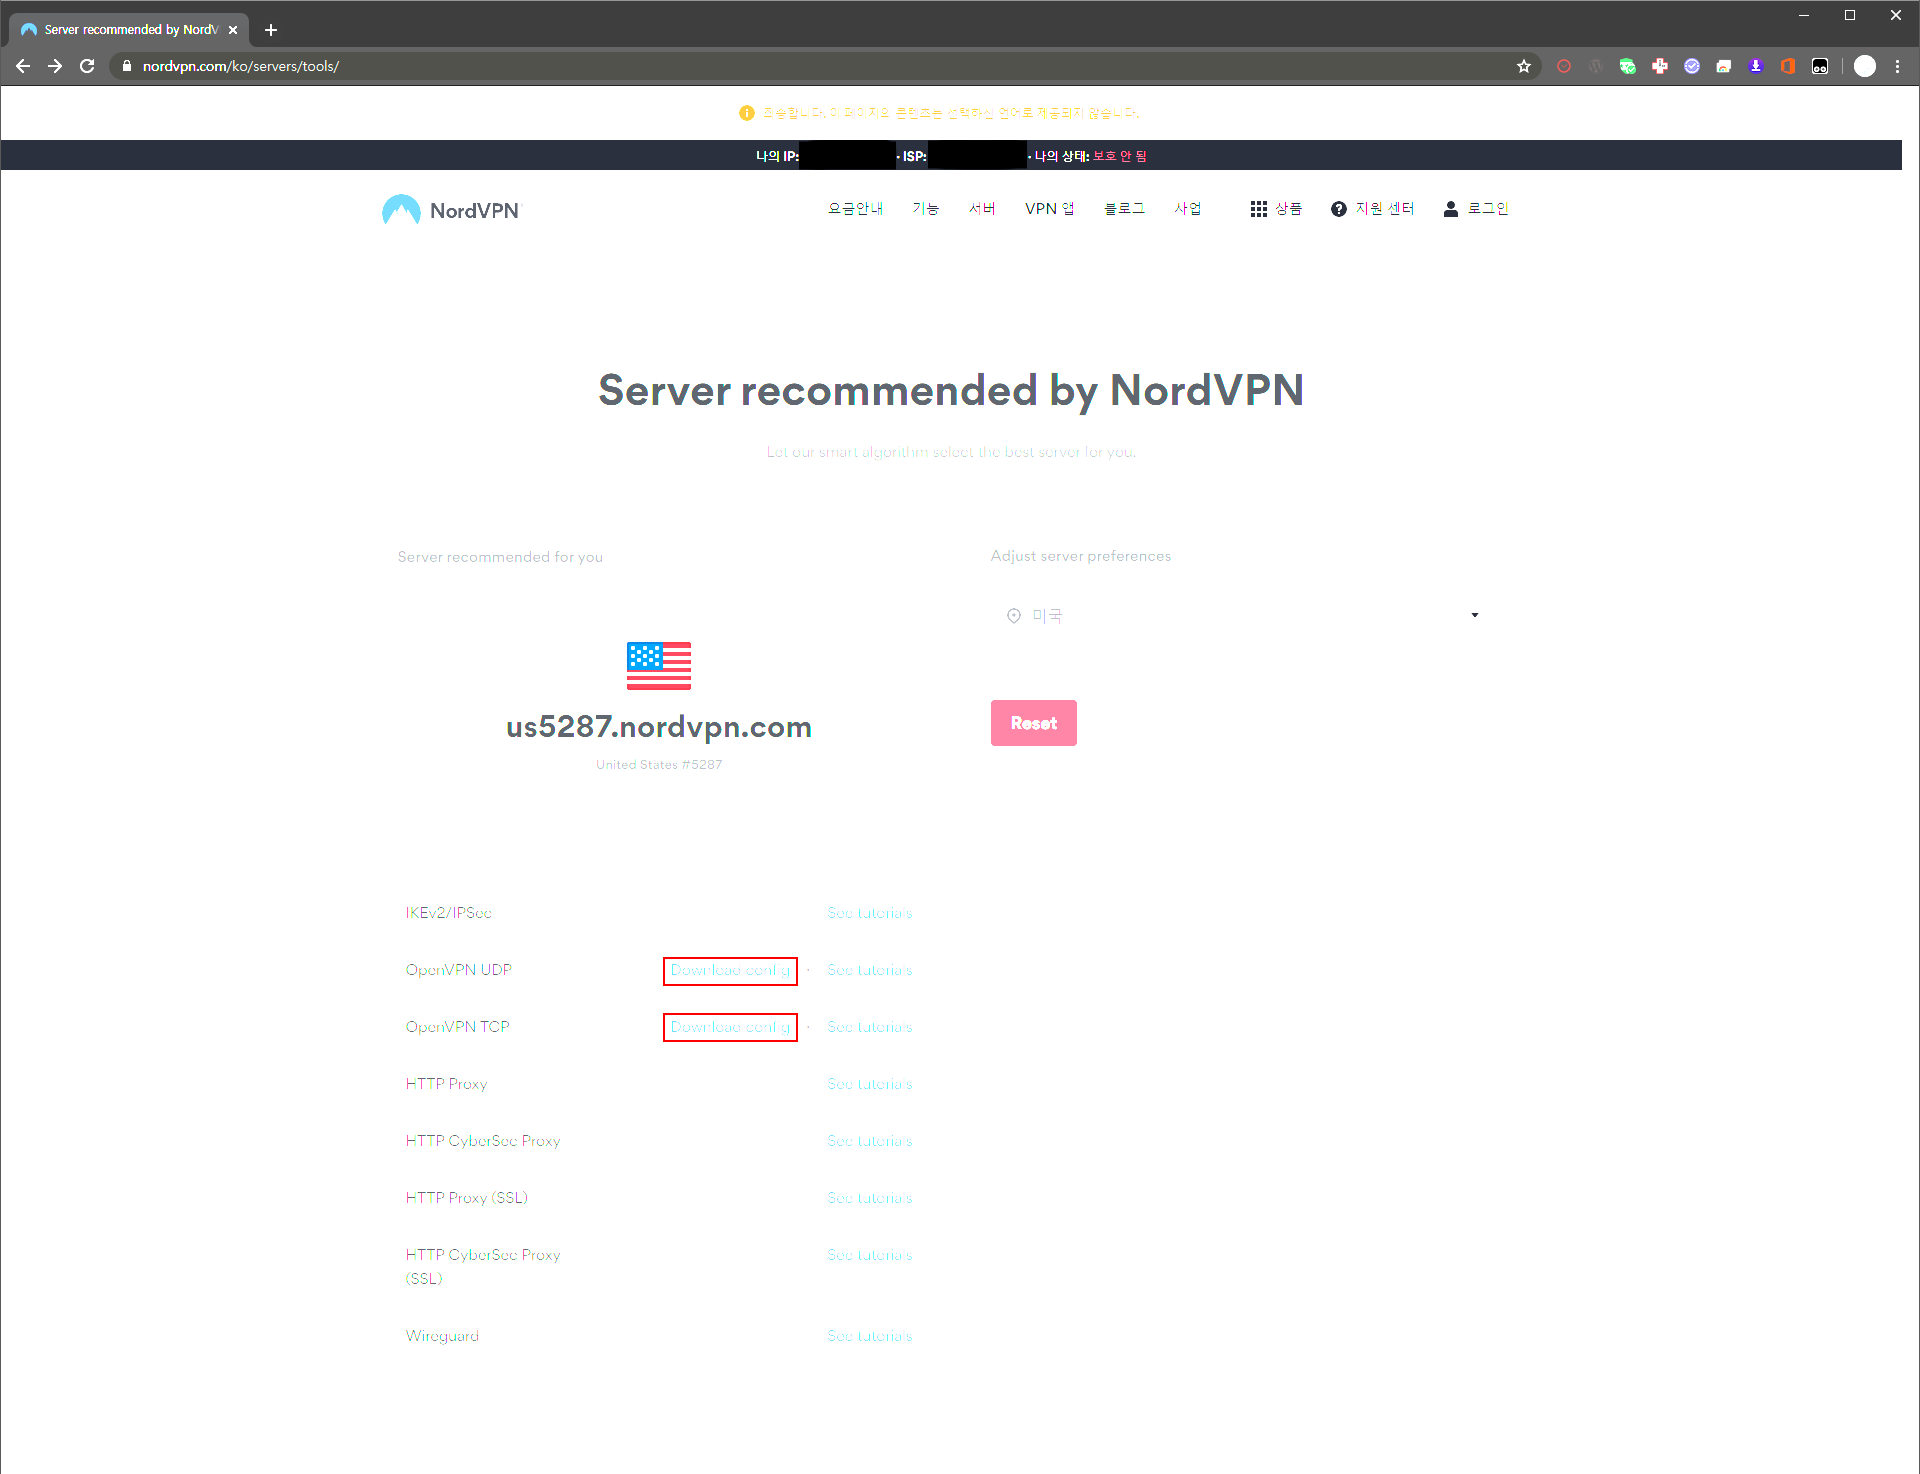 Server recommended by NordV
nordvpn.com/ko/servers/tools/
죄송합니다. 이 페이지의 콘텐츠는 선택하신 언어로 제공되지 않습니다.
나의 IP: · ISP: · 나의 상태: 보호 안 됨
NordVPN 요금안내 기능 서버 VPN 앱 블로그 사업 상품 지원 센터 로그인
Server recommended by NordVPN
Let our smart algorithm select the best server for you.
Server recommended for you
Adjust server preferences
미국
us5287.nordvpn.com
United States #5287
Reset
IKEv2/IPSec See tutorials
OpenVPN UDP Download config · See tutorials
OpenVPN TCP Download config · See tutorials
HTTP Proxy See tutorials
HTTP CyberSec Proxy See tutorials
HTTP Proxy (SSL) See tutorials
HTTP CyberSec Proxy See tutorials
(SSL)
Wireguard See tutorials